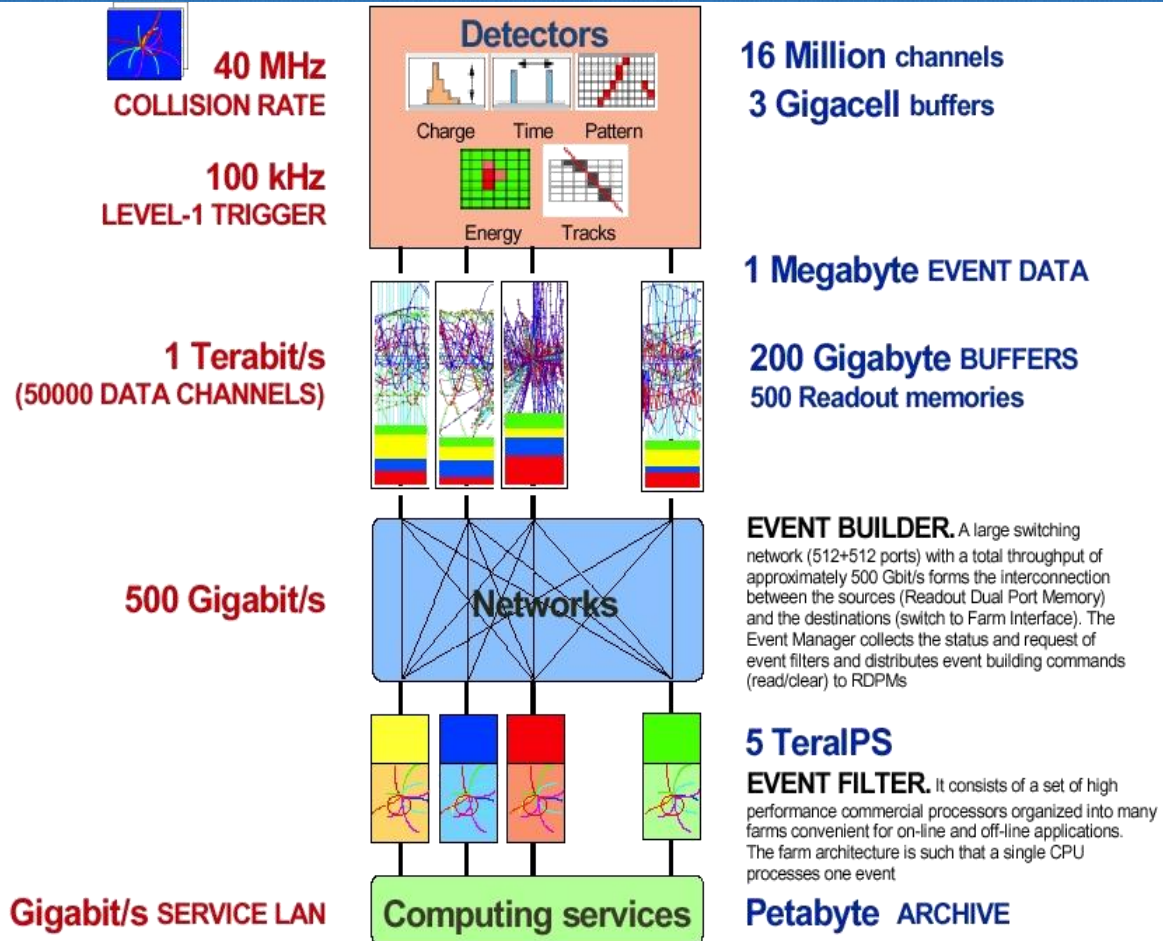 Detectors
40 MHz
COLLISION RATE
16 Million channels
3 Gigacell buffers
Charge Time Pattern
100 kHz
LEVEL-1 TRIGGER
Energy Tracks
1 Megabyte EVENT DATA
1 Terabit/s
(50000 DATA CHANNELS)
200 Gigabyte BUFFERS
500 Readout memories
500 Gigabit/s
Networks
EVENT BUILDER. A large switching
network (512+512 ports) with a total throughput of
approximately 500 Gbit/s forms the interconnection
between the sources (Readout Dual Port Memory)
and the destinations (switch to Farm Interface). The
Event Manager collects the status and request of
event filters and distributes event building commands
(read/clear) to RDPMs
5 TeraIPS
EVENT FILTER. It consists of a set of high
performance commercial processors organized into many
farms convenient for on-line and off-line applications.
The farm architecture is such that a single CPU
processes one event
Gigabit/s SERVICE LAN
Computing services
Petabyte ARCHIVE